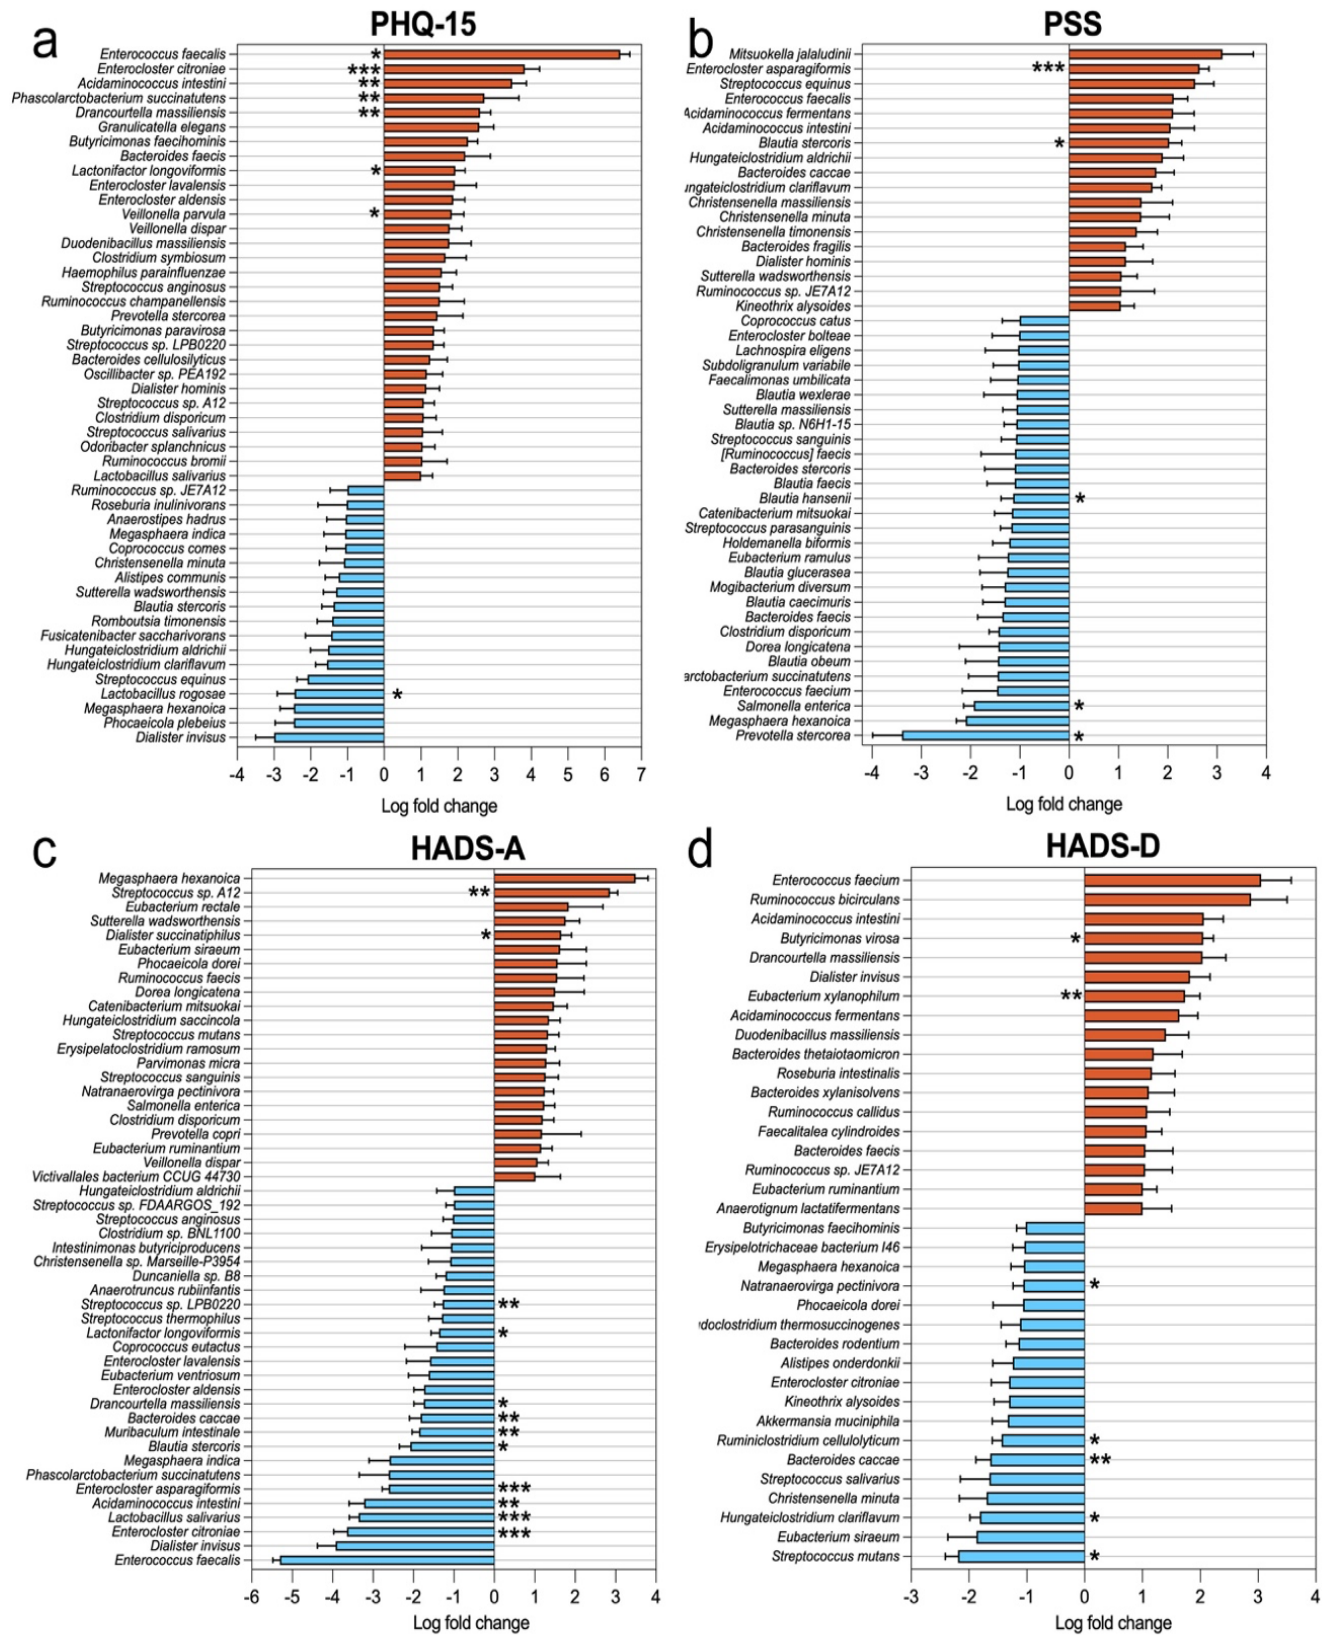 a
PHQ-15
Enterococcus faecalis *
Enterocloster citroniae ***
Acidaminococcus intestini **
Phascolarctobacterium succinatutens **
Drancourtella massiliensis **
Granulicatella elegans
Butyricimonas faecihominis
Bacteroides faecis
Lactonifactor longoviformis *
Enterocloster lavalensis
Enterocloster aldensis
Veillonella parvula *
Veillonella dispar
Duodenibacillus massiliensis
Clostridium symbiosum
Haemophilus parainfluenzae
Streptococcus anginosus
Ruminococcus champanellensis
Prevotella stercorea
Butyricimonas paravirosa
Streptococcus sp. LPB0220
Bacteroides cellulosilyticus
Oscillibacter sp. PEA192
Dialister hominis
Streptococcus sp. A12
Clostridium disporicum
Streptococcus salivarius
Odoribacter splanchnicus
Ruminococcus bromii
Lactobacillus salivarius
Ruminococcus sp. JE7A12
Roseburia inulinivorans
Anaerostipes hadrus
Megasphaera indica
Coprococcus comes
Christensenella minuta
Alistipes communis
Sutterella wadsworthensis
Blautia stercoris
Romboutsia timonensis
Fusicatenibacter saccharivorans
Hungateiclostridium aldrichii
Hungateiclostridium clariflavum
Streptococcus equinus
Lactobacillus rogosae *
Megasphaera hexanoica
Phocaeicola plebeius
Dialister invisus
-4 -3 -2 -1 0 1 2 3 4 5 6 7
Log fold change
b
PSS
Mitsuokella jalaludinii
Enterocloster asparagiformis ***
Streptococcus equinus
Enterococcus faecalis
Acidaminococcus fermentans
Acidaminococcus intestini
Blautia stercoris *
Hungateiclostridium aldrichii
Bacteroides caccae
ungateiclostridium clariflavum
Christensenella massiliensis
Christensenella minuta
Christensenella timonensis
Bacteroides fragilis
Dialister hominis
Sutterella wadsworthensis
Ruminococcus sp. JE7A12
Kineothrix alysoides
Coprococcus catus
Enterocloster bolteae
Lachnospira eligens
Subdoligranulum variabile
Faecalimonas umbilicata
Blautia wexlerae
Sutterella massiliensis
Blautia sp. N6H1-15
Streptococcus sanguinis
[Ruminococcus] faecis
Bacteroides stercoris
Blautia faecis
Blautia hansenii *
Catenibacterium mitsuokai
Streptococcus parasanguinis
Holdemanella biformis
Eubacterium ramulus
Blautia glucerasea
Mogibacterium diversum
Blautia caecimuris
Bacteroides faecis
Clostridium disporicum
Dorea longicatena
Blautia obeum
arctobacterium succinatutens
Enterococcus faecium
Salmonella enterica *
Megasphaera hexanoica
Prevotella stercorea *
-4 -3 -2 -1 0 1 2 3 4
Log fold change
c
HADS-A
Megasphaera hexanoica
Streptococcus sp. A12 **
Eubacterium rectale
Sutterella wadsworthensis
Dialister succinatiphilus *
Eubacterium siraeum
Phocaeicola dorei
Ruminococcus faecis
Dorea longicatena
Catenibacterium mitsuokai
Hungateiclostridium saccincola
Streptococcus mutans
Erysipelatoclostridium ramosum
Parvimonas micra
Streptococcus sanguinis
Natranaerovirga pectinivora
Salmonella enterica
Clostridium disporicum
Prevotella copri
Eubacterium ruminantium
Veillonella dispar
Victivallales bacterium CCUG 44730
Hungateiclostridium aldrichii
Streptococcus sp. FDAARGOS_192
Streptococcus anginosus
Clostridium sp. BNL1100
Intestinimonas butyriciproducens
Christensenella sp. Marseille-P3954
Duncaniella sp. B8
Anaerotruncus rubiinfantis
Streptococcus sp. LPB0220 **
Streptococcus thermophilus
Lactonifactor longoviformis *
Coprococcus eutactus
Enterocloster lavalensis
Eubacterium ventriosum
Enterocloster aldensis
Drancourtella massiliensis *
Bacteroides caccae **
Muribaculum intestinale **
Blautia stercoris *
Megasphaera indica
Phascolarctobacterium succinatutens
Enterocloster asparagiformis ***
Acidaminococcus intestini **
Lactobacillus salivarius ***
Enterocloster citroniae ***
Dialister invisus
Enterococcus faecalis
-6 -5 -4 -3 -2 -1 0 1 2 3 4
Log fold change
d
HADS-D
Enterococcus faecium
Ruminococcus bicirculans
Acidaminococcus intestini
Butyricimonas virosa *
Drancourtella massiliensis
Dialister invisus
Eubacterium xylanophilum **
Acidaminococcus fermentans
Duodenibacillus massiliensis
Bacteroides thetaiotaomicron
Roseburia intestinalis
Bacteroides xylanisolvens
Ruminococcus callidus
Faecalitalea cylindroides
Bacteroides faecis
Ruminococcus sp. JE7A12
Eubacterium ruminantium
Anaerotignum lactatifermentans
Butyricimonas faecihominis
Erysipelotrichaceae bacterium I46
Megasphaera hexanoica
Natranaerovirga pectinivora *
Phocaeicola dorei
doclostridium thermosuccinogenes
Bacteroides rodentium
Alistipes onderdonkii
Enterocloster citroniae
Kineothrix alysoides
Akkermansia muciniphila
Ruminiclostridium cellulolyticum *
Bacteroides caccae **
Streptococcus salivarius
Christensenella minuta
Hungateiclostridium clariflavum *
Eubacterium siraeum
Streptococcus mutans *
-3 -2 -1 0 1 2 3 4
Log fold change